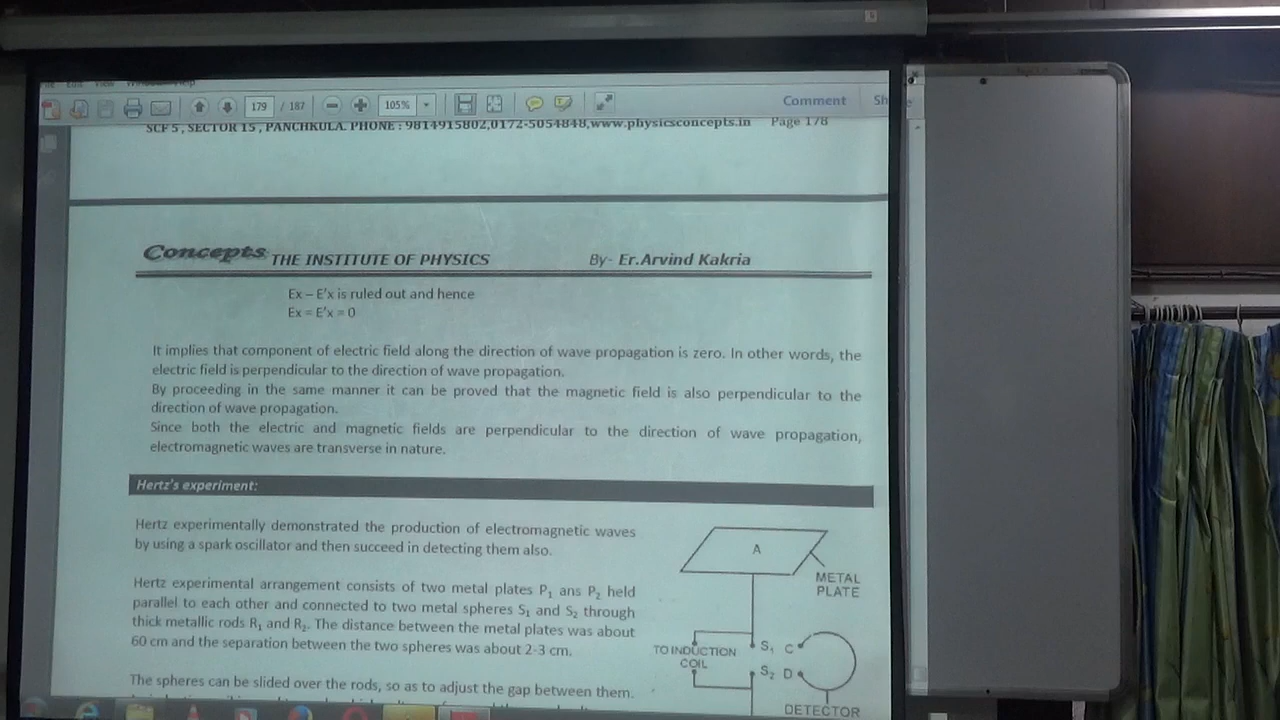 179 / 187
105%
Comment
Sh
SCF 5 , SECTOR 15 , PANCHKULA. PHONE : 9814915802,0172-5054848,www.physicsconcepts.in Page 178
Concepts THE INSTITUTE OF PHYSICS By- Er.Arvind Kakria
Ex – E'x is ruled out and hence
Ex = E'x = 0
It implies that component of electric field along the direction of wave propagation is zero. In other words, the
electric field is perpendicular to the direction of wave propagation.
By proceeding in the same manner it can be proved that the magnetic field is also perpendicular to the
direction of wave propagation.
Since both the electric and magnetic fields are perpendicular to the direction of wave propagation,
electromagnetic waves are transverse in nature.
Hertz's experiment:
Hertz experimentally demonstrated the production of electromagnetic waves
by using a spark oscillator and then succeed in detecting them also.
Hertz experimental arrangement consists of two metal plates P₁ ans P₂ held
parallel to each other and connected to two metal spheres S₁ and S₂ through
thick metallic rods R₁ and R₂. The distance between the metal plates was about
60 cm and the separation between the two spheres was about 2-3 cm.
The spheres can be slided over the rods, so as to adjust the gap between them.
A
METAL
PLATE
TO INDUCTION
COIL
S₁ C
S₂ D
DETECTOR